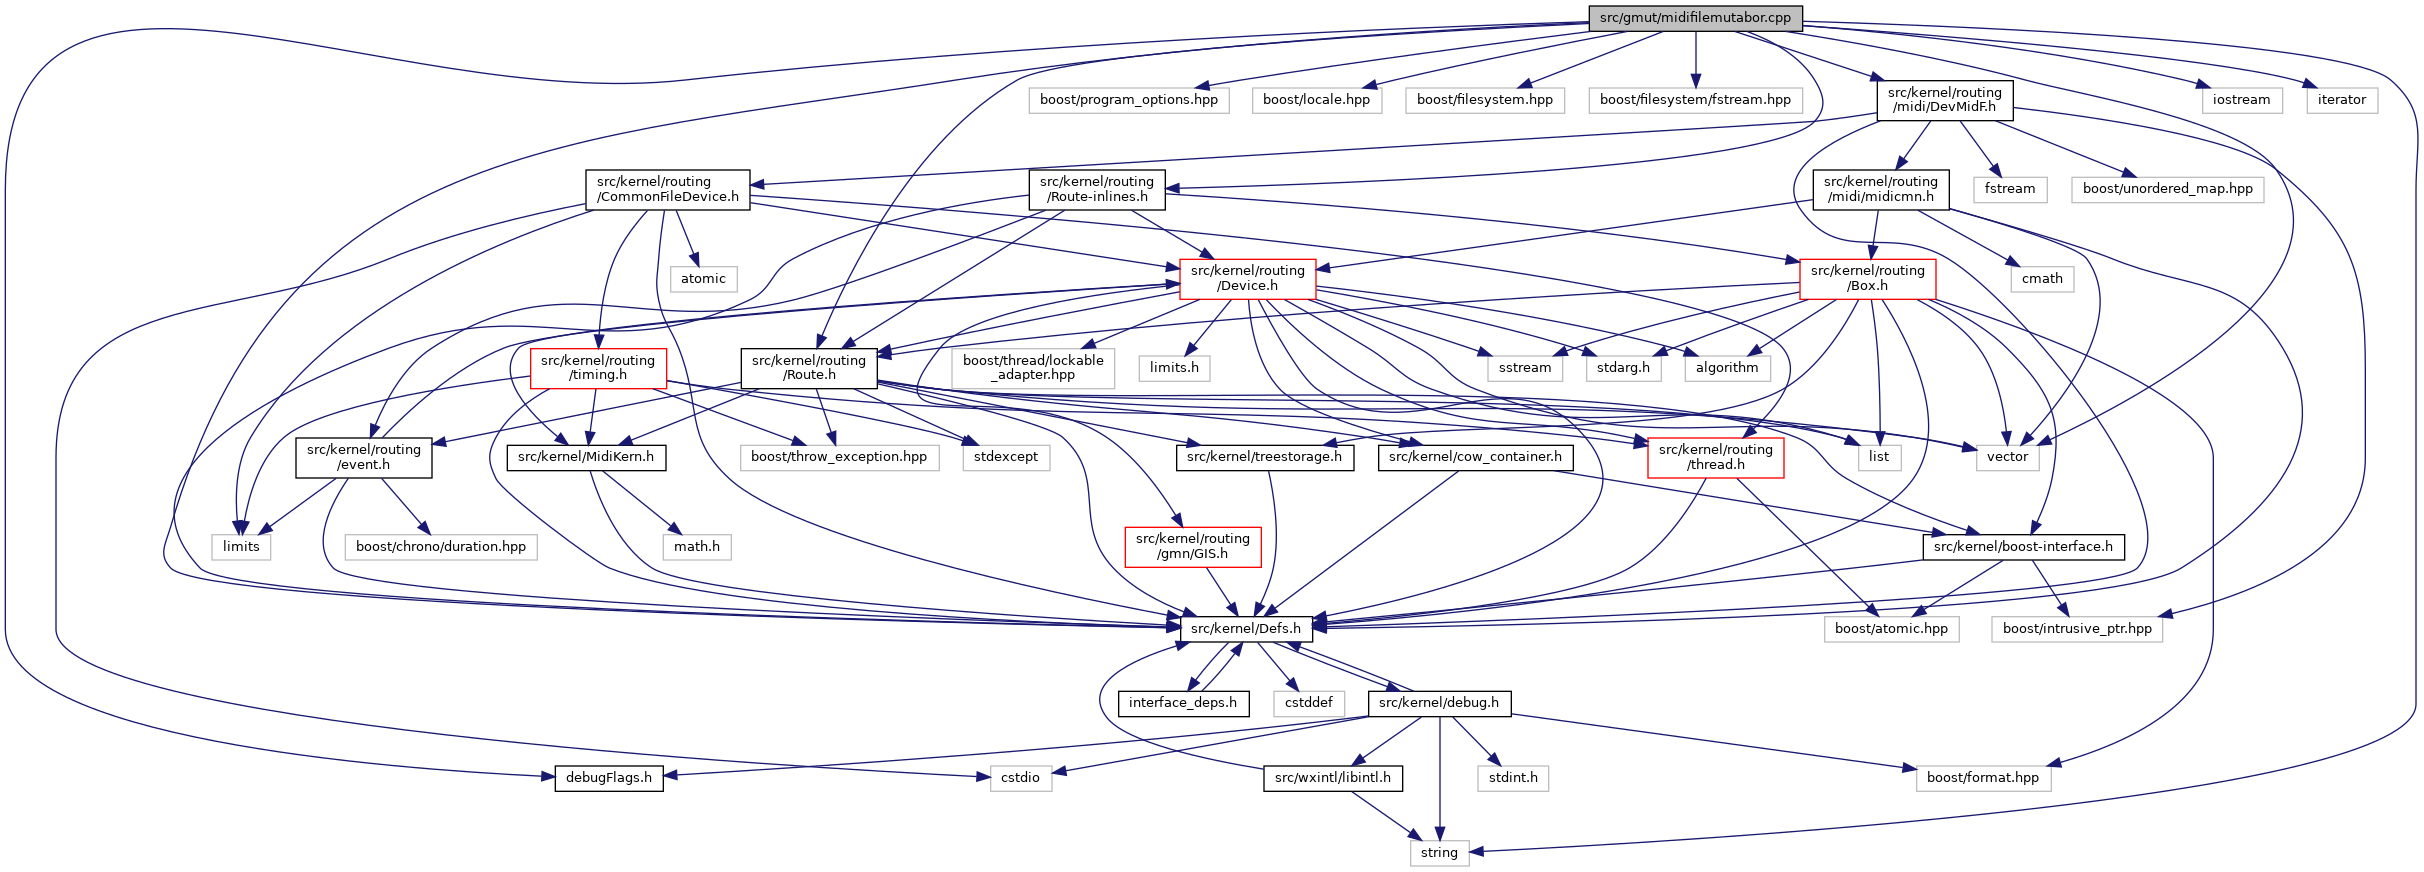 src/gmut/midifilemutabor.cpp
boost/program_options.hpp
boost/locale.hpp
boost/filesystem.hpp
boost/filesystem/fstream.hpp
src/kernel/routing
/midi/DevMidF.h
iostream
iterator
src/kernel/routing
/CommonFileDevice.h
src/kernel/routing
/Route-inlines.h
src/kernel/routing
/midi/midicmn.h
fstream
boost/unordered_map.hpp
atomic
src/kernel/routing
/Device.h
src/kernel/routing
/Box.h
cmath
src/kernel/routing
/timing.h
src/kernel/routing
/Route.h
boost/thread/lockable
_adapter.hpp
limits.h
sstream
stdarg.h
algorithm
src/kernel/routing
/event.h
src/kernel/MidiKern.h
boost/throw_exception.hpp
stdexcept
src/kernel/treestorage.h
src/kernel/cow_container.h
src/kernel/routing
/thread.h
list
vector
limits
boost/chrono/duration.hpp
math.h
src/kernel/routing
/gmn/GIS.h
src/kernel/boost-interface.h
src/kernel/Defs.h
boost/atomic.hpp
boost/intrusive_ptr.hpp
interface_deps.h
cstddef
src/kernel/debug.h
debugFlags.h
cstdio
src/wxintl/libintl.h
stdint.h
boost/format.hpp
string